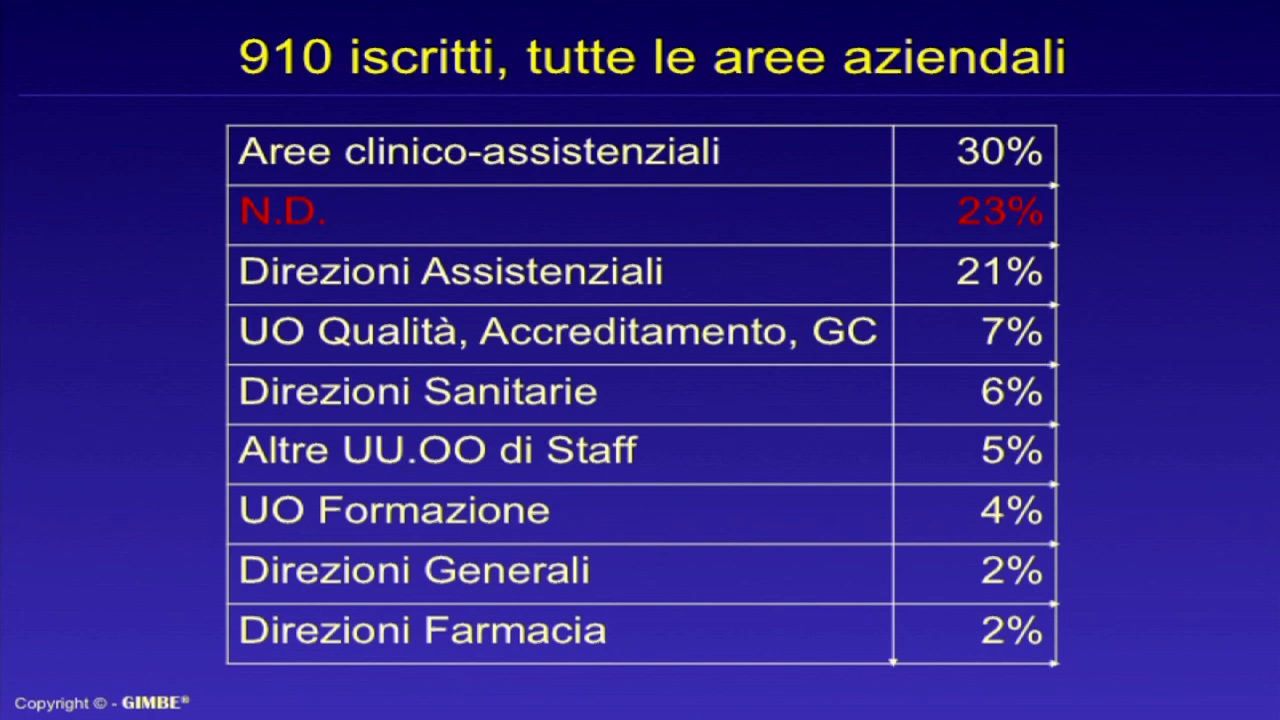 910 iscritti, tutte le aree aziendali
Aree clinico-assistenziali 30%
N.D. 23%
Direzioni Assistenziali 21%
UO Qualità, Accreditamento, GC 7%
Direzioni Sanitarie 6%
Altre UU.OO di Staff 5%
UO Formazione 4%
Direzioni Generali 2%
Direzioni Farmacia 2%
Copyright © - GIMBE®